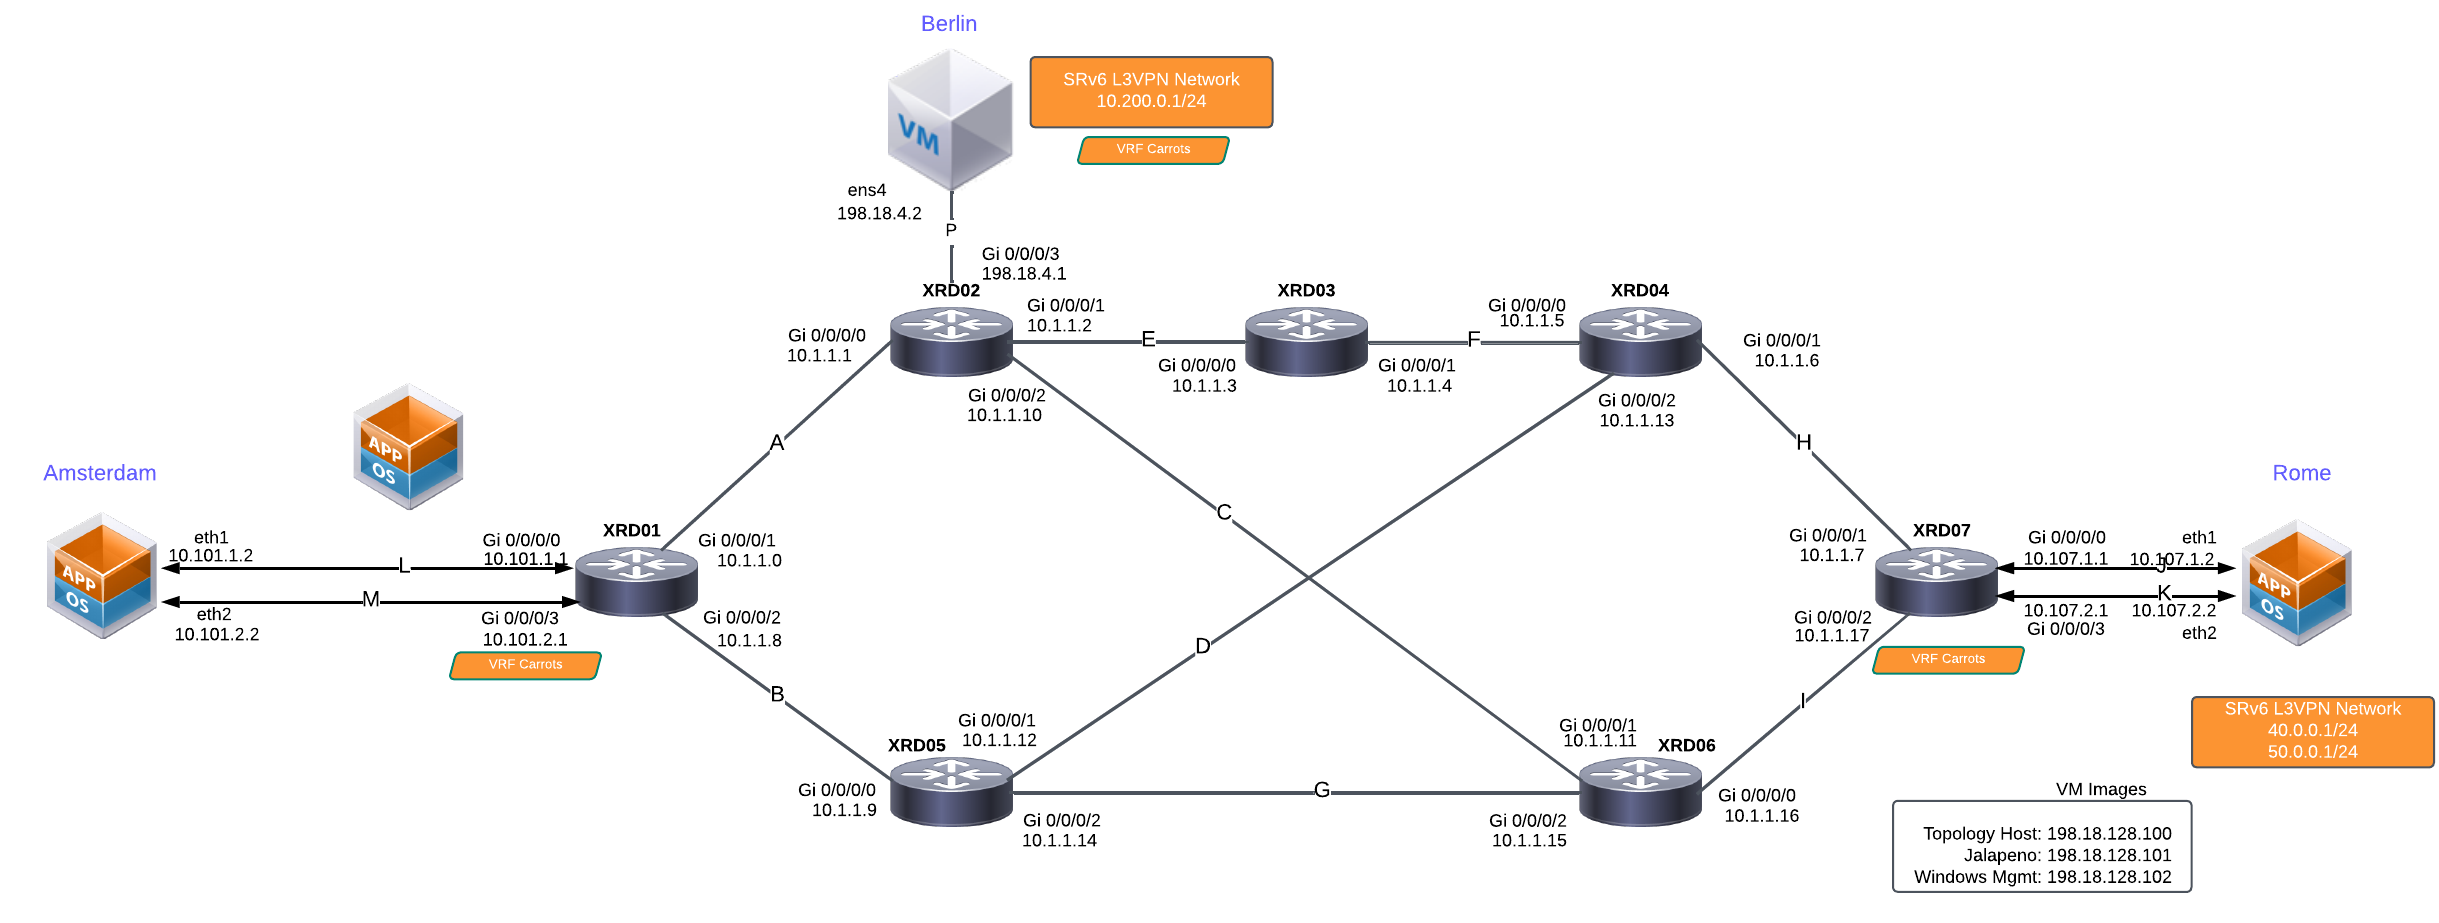 Berlin
SRv6 L3VPN Network
10.200.0.1/24
VRF Carrots
VM
ens4
198.18.4.2
P
Gi 0/0/0/3
198.18.4.1
XRD02
XRD03
XRD04
Gi 0/0/0/1
10.1.1.2
Gi 0/0/0/0
10.1.1.5
Gi 0/0/0/0
10.1.1.1
E
F
Gi 0/0/0/1
10.1.1.6
Gi 0/0/0/0
10.1.1.3
Gi 0/0/0/1
10.1.1.4
Gi 0/0/0/2
10.1.1.10
Gi 0/0/0/2
10.1.1.13
A
H
APP
OS
Amsterdam
Rome
C
XRD01
XRD07
eth1
10.101.1.2
Gi 0/0/0/0
10.101.1.1
Gi 0/0/0/1
10.1.1.0
Gi 0/0/0/1
10.1.1.7
Gi 0/0/0/0
10.107.1.1
eth1
10.107.1.2
L
J
APP
OS
APP
OS
M
K
eth2
10.101.2.2
Gi 0/0/0/3
10.101.2.1
Gi 0/0/0/2
10.1.1.8
Gi 0/0/0/2
10.1.1.17
10.107.2.1
Gi 0/0/0/3
10.107.2.2
eth2
VRF Carrots
D
VRF Carrots
B
I
SRv6 L3VPN Network
40.0.0.1/24
50.0.0.1/24
Gi 0/0/0/1
10.1.1.12
XRD05
Gi 0/0/0/1
10.1.1.11
XRD06
Gi 0/0/0/0
10.1.1.9
G
Gi 0/0/0/0
10.1.1.16
Gi 0/0/0/2
10.1.1.14
Gi 0/0/0/2
10.1.1.15
VM Images
Topology Host: 198.18.128.100
Jalapeno: 198.18.128.101
Windows Mgmt: 198.18.128.102